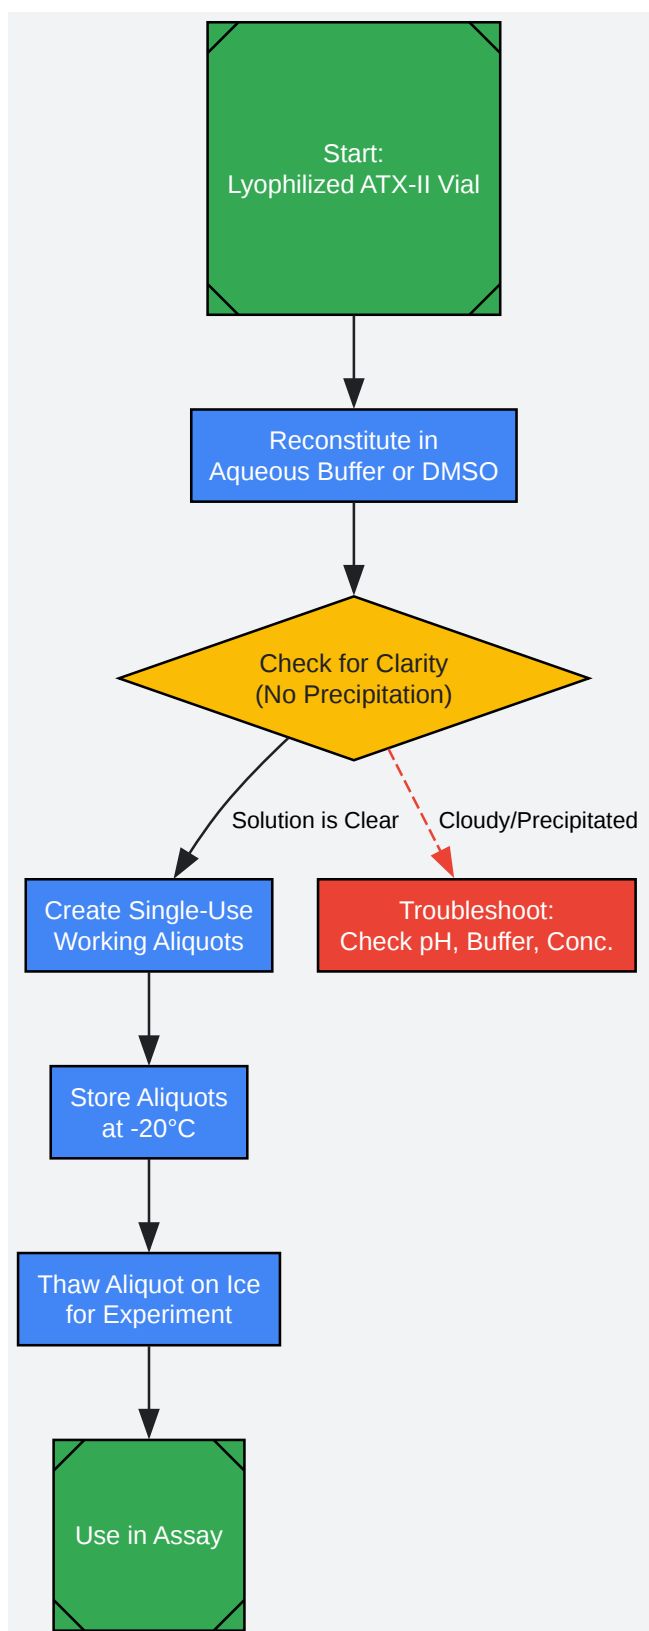 Start:
Lyophilized ATX-II Vial
Reconstitute in
Aqueous Buffer or DMSO
Check for Clarity
(No Precipitation)
Solution is Clear
Cloudy/Precipitated
Create Single-Use
Working Aliquots
Troubleshoot:
Check pH, Buffer, Conc.
Store Aliquots
at -20°C
Thaw Aliquot on Ice
for Experiment
Use in Assay